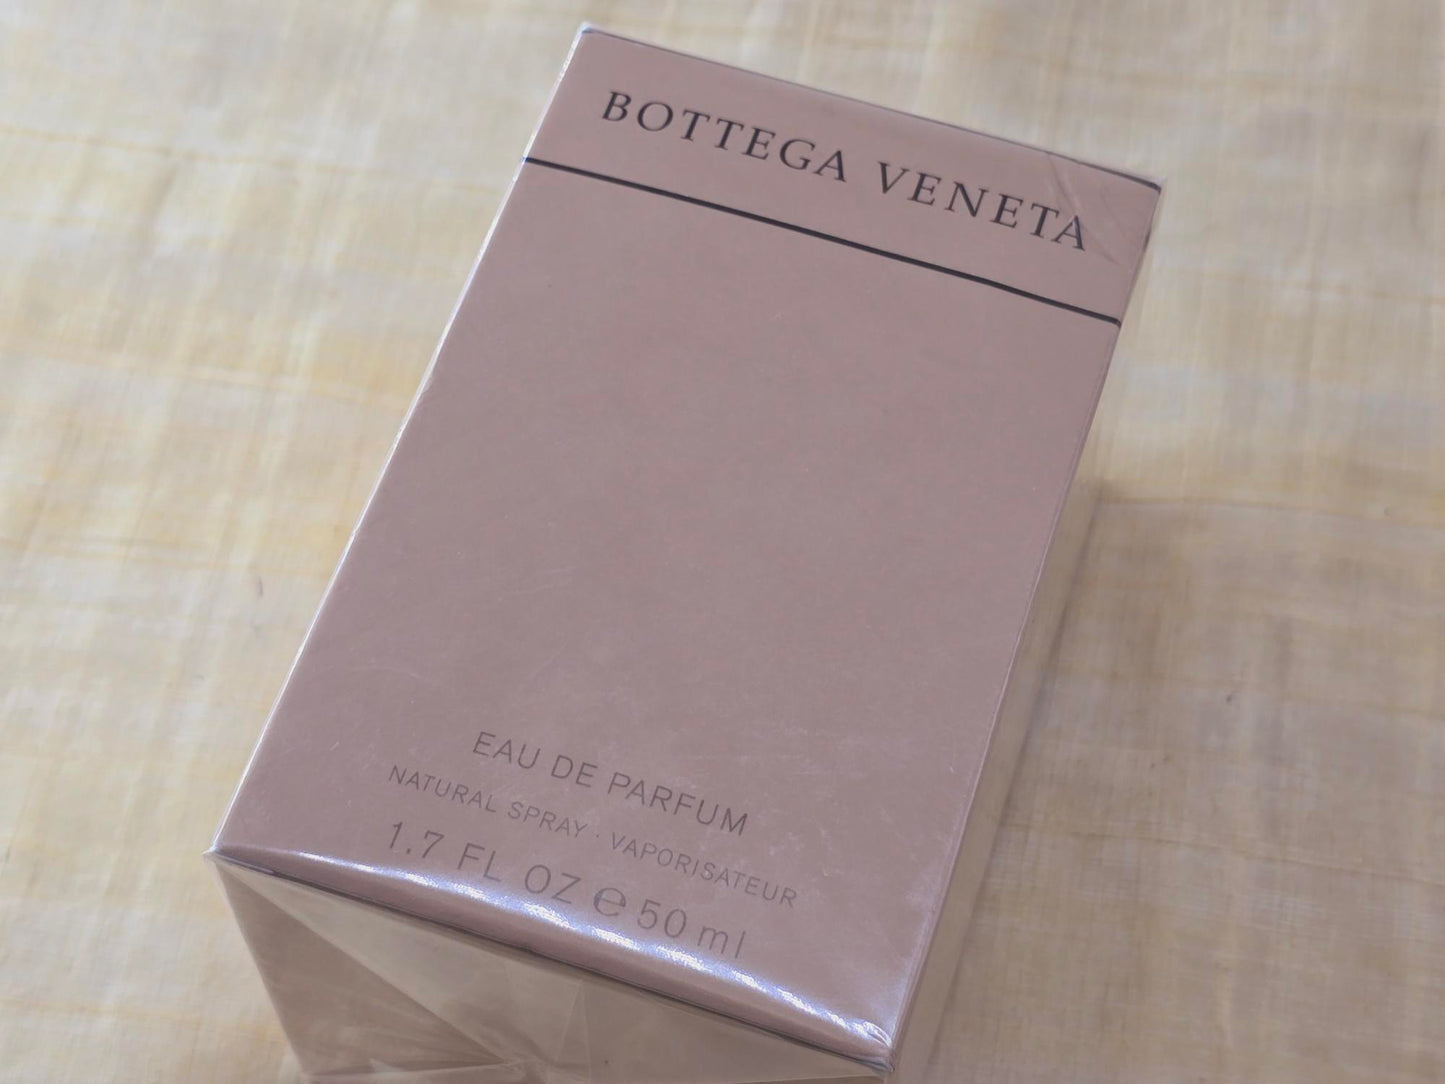 BOTTEGA VENETA
EAU DE PARFUM
NATURAL SPRAY · VAPORISATEUR
1.7 FL OZ ℮ 50 ml